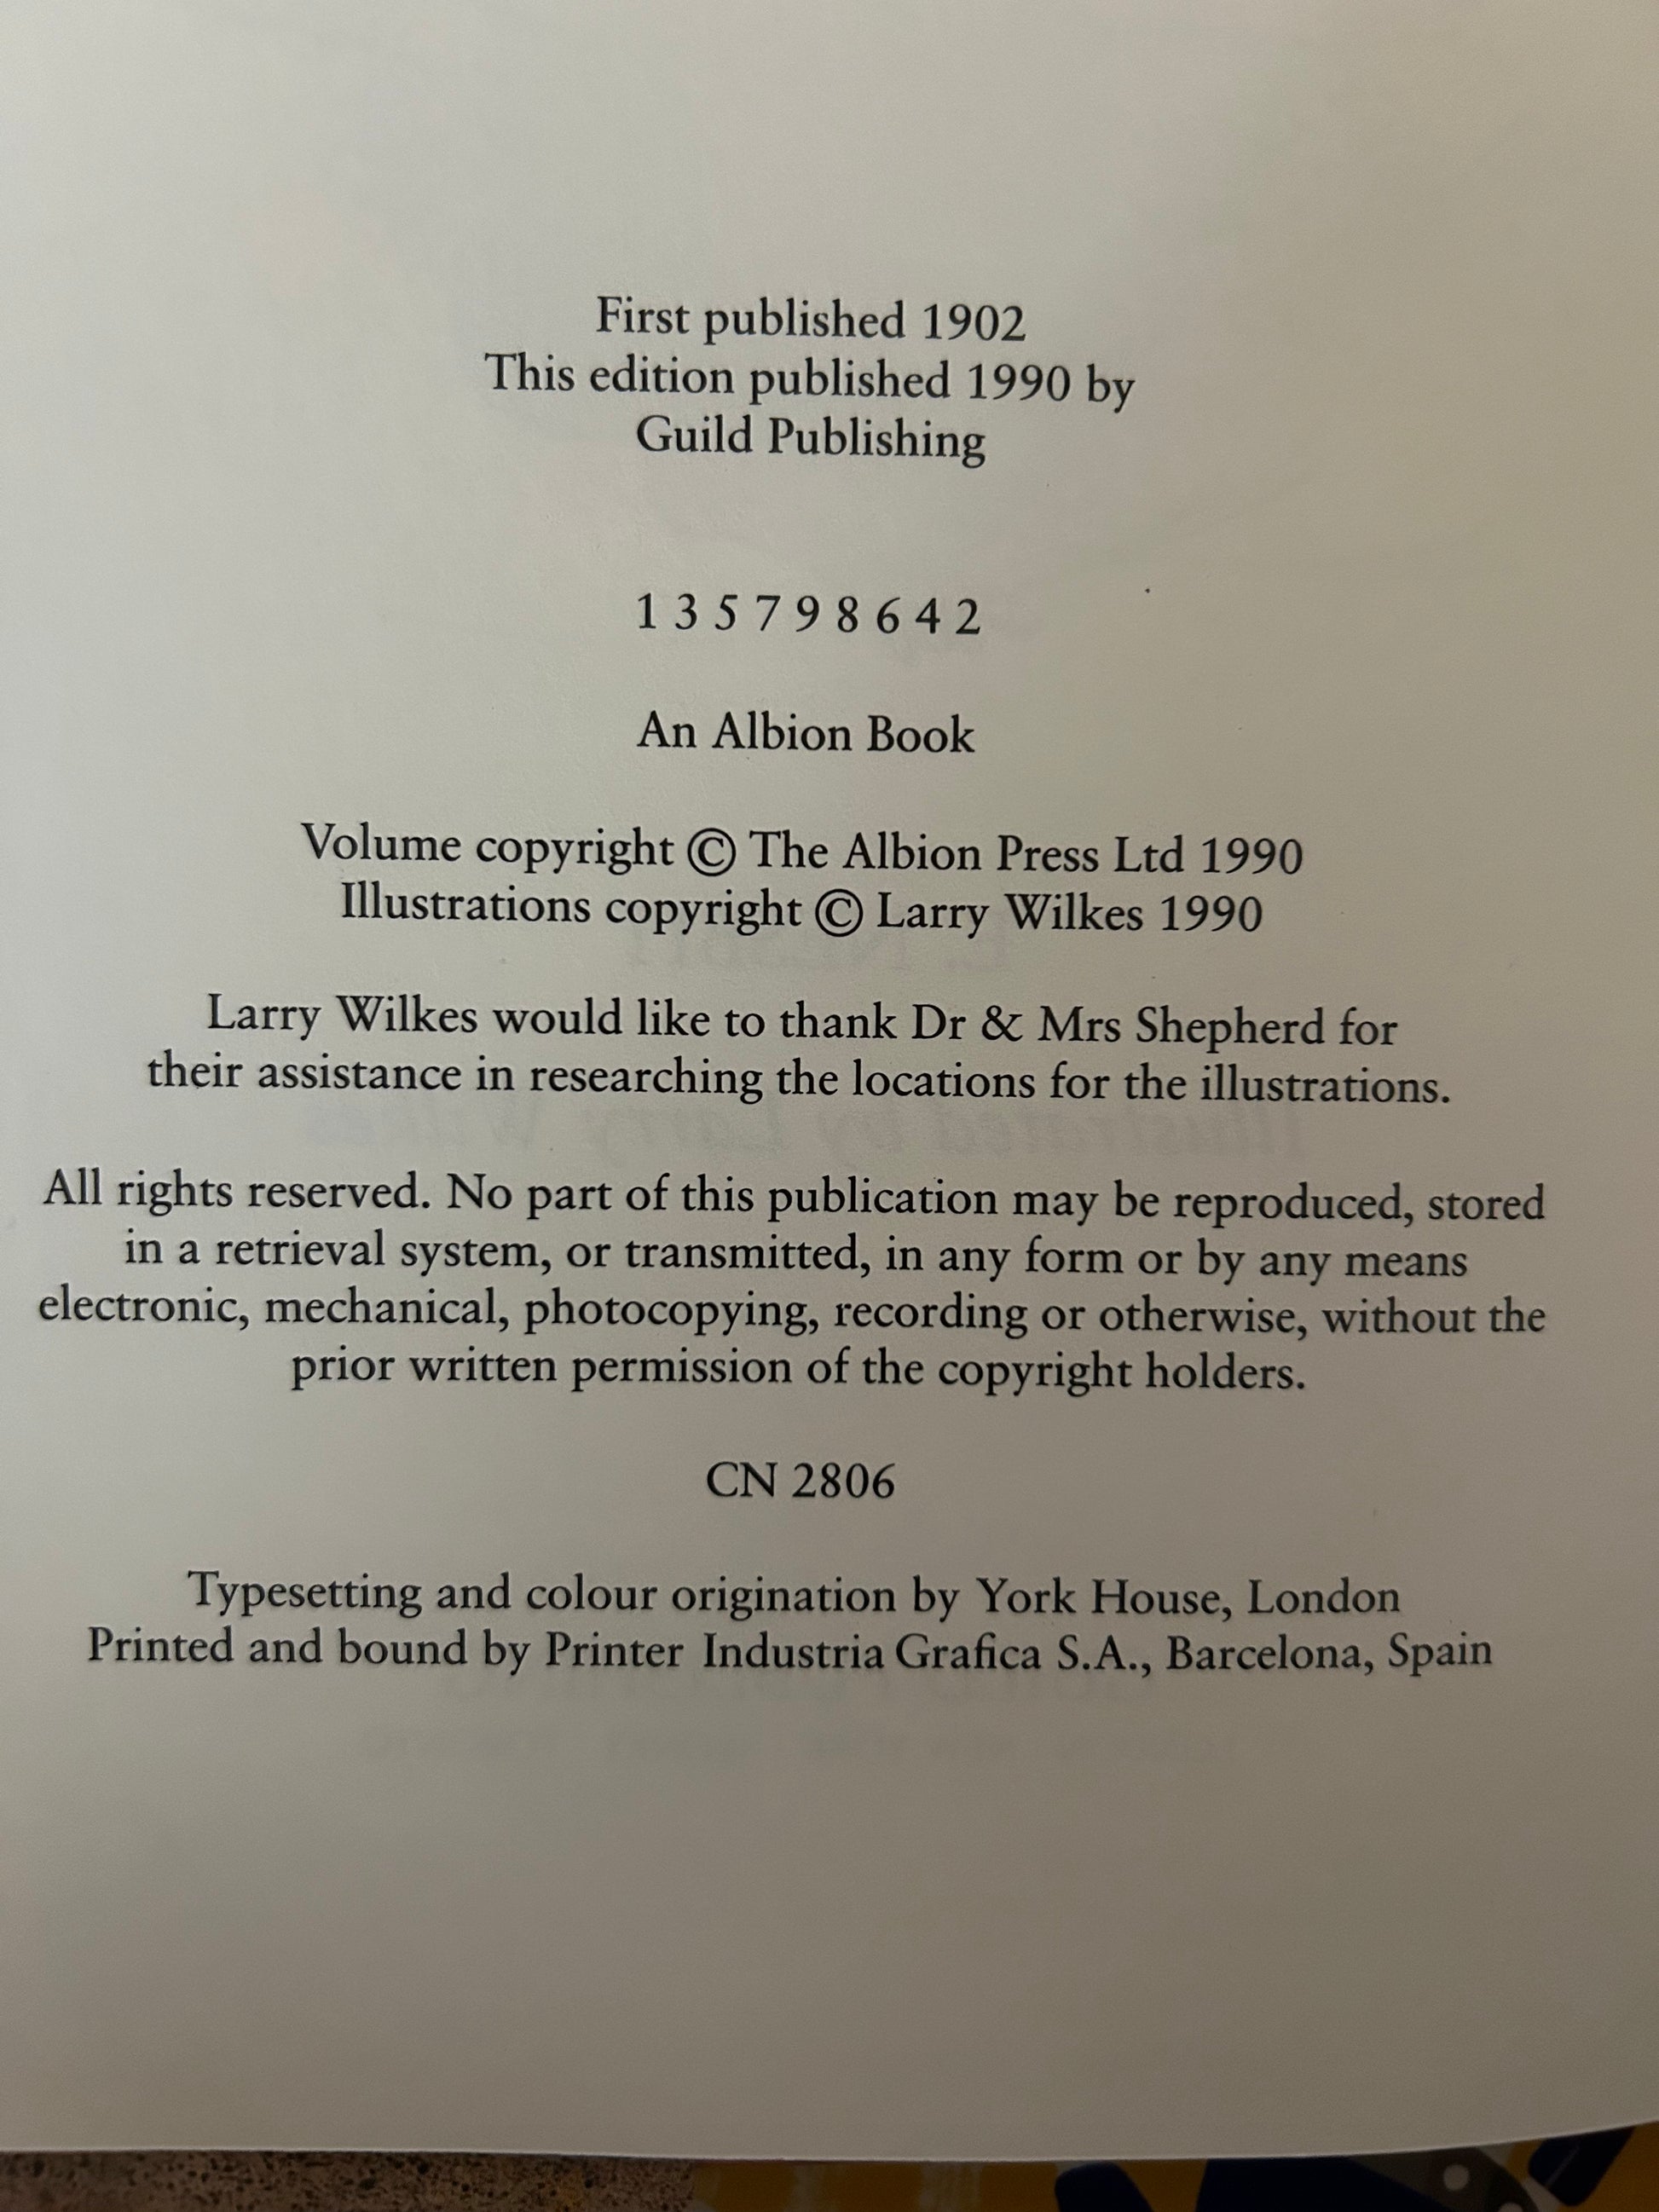 First published 1902
This edition published 1990 by
Guild Publishing
1 3 5 7 9 8 6 4 2
An Albion Book
Volume copyright © The Albion Press Ltd 1990
Illustrations copyright © Larry Wilkes 1990
Larry Wilkes would like to thank Dr & Mrs Shepherd for
their assistance in researching the locations for the illustrations.
All rights reserved. No part of this publication may be reproduced, stored
in a retrieval system, or transmitted, in any form or by any means
electronic, mechanical, photocopying, recording or otherwise, without the
prior written permission of the copyright holders.
CN 2806
Typesetting and colour origination by York House, London
Printed and bound by Printer Industria Grafica S.A., Barcelona, Spain